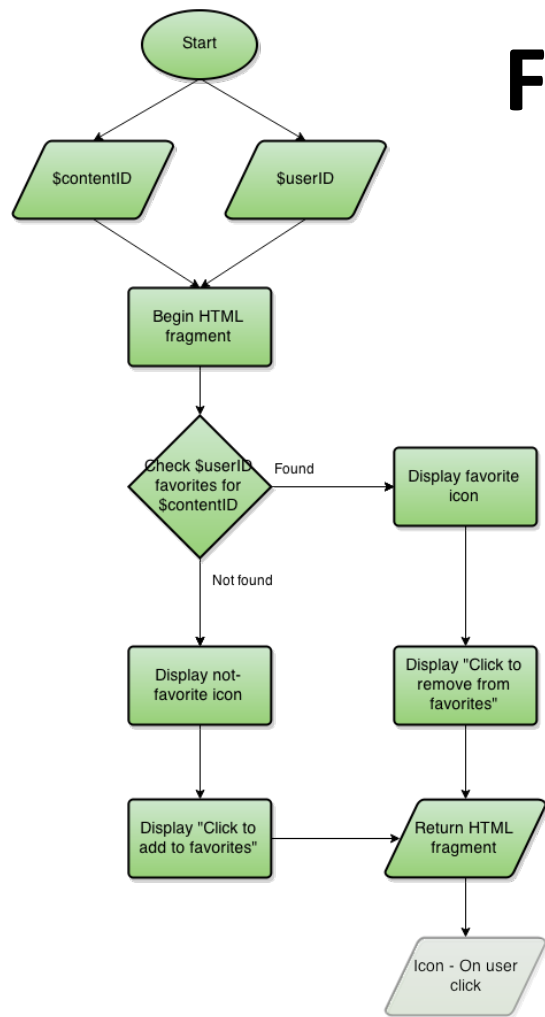 Start
F
$contentID
$userID
Begin HTML
fragment
Check $userID
favorites for
$contentID
Found
Display favorite
icon
Not found
Display not-
favorite icon
Display "Click to
remove from
favorites"
Display "Click to
add to favorites"
Return HTML
fragment
Icon - On user
click